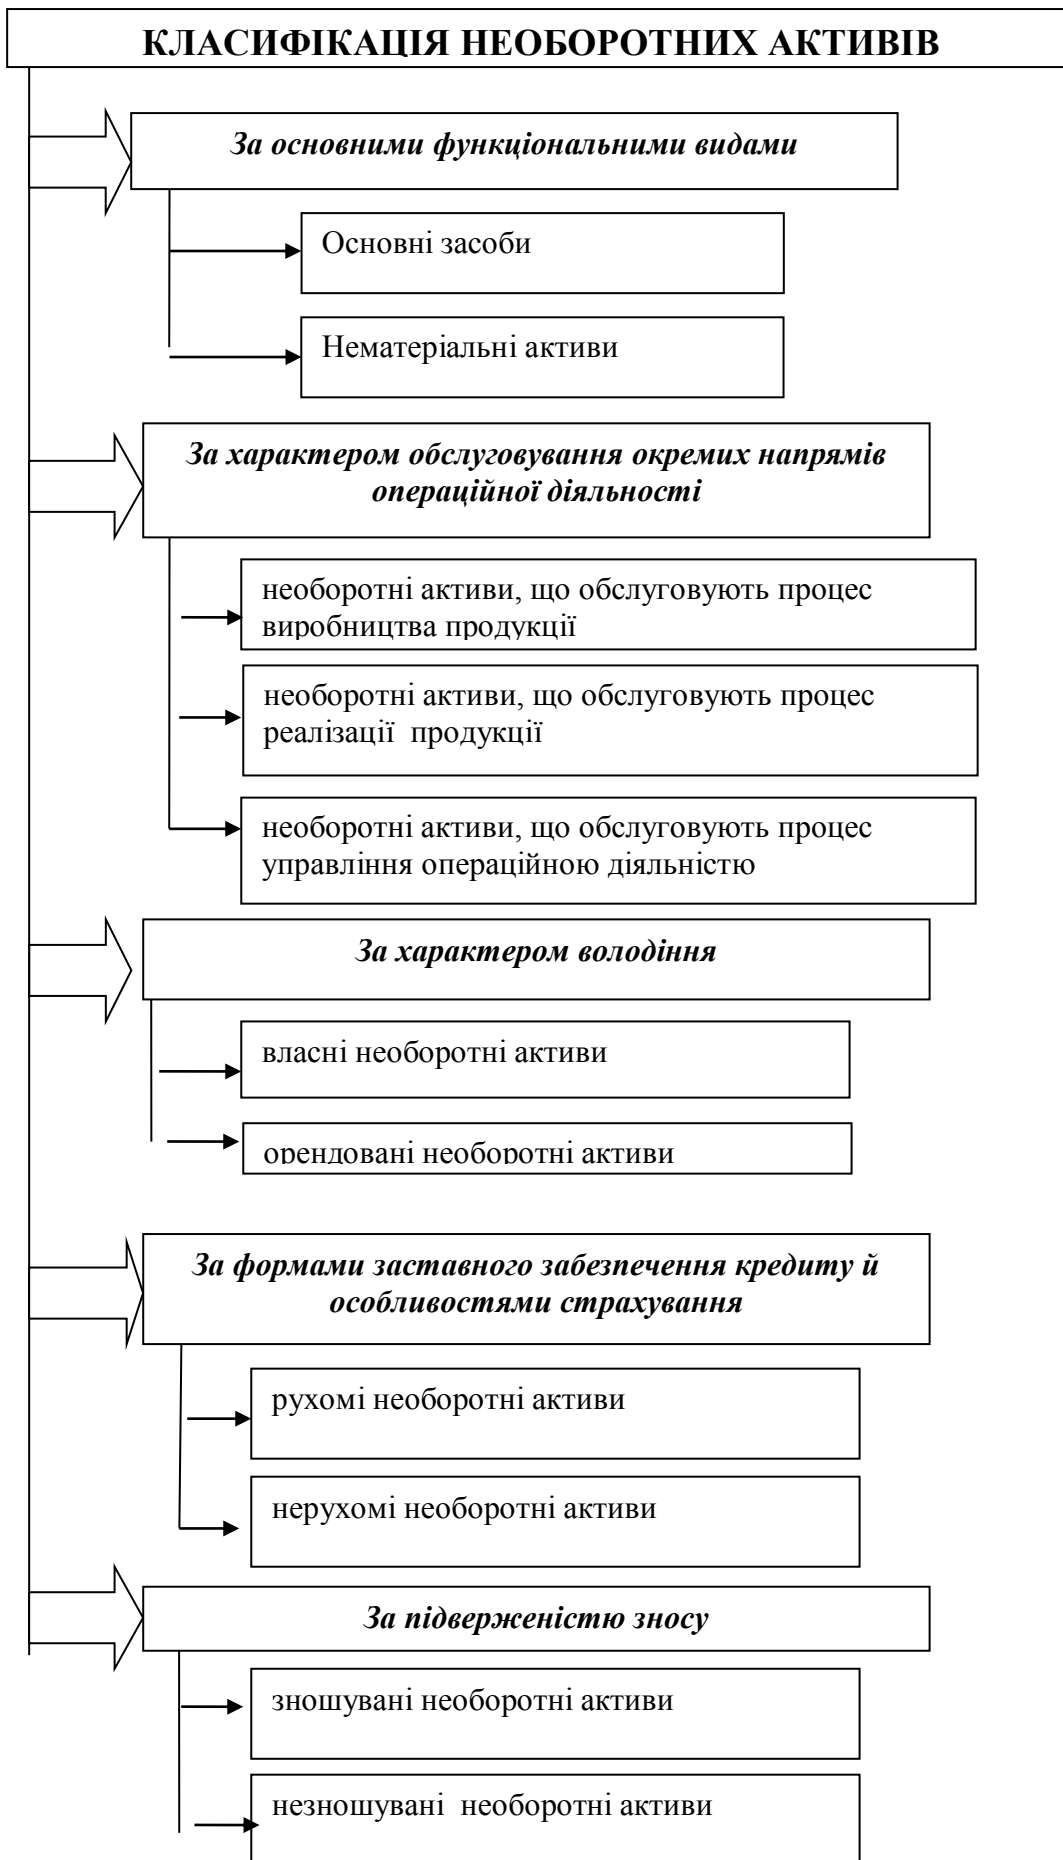 КЛАСИФІКАЦІЯ НЕОБОРОТНИХ АКТИВІВ
За основними функціональними видами
Основні засоби
Нематеріальні активи
За характером обслуговування окремих напрямів
операційної діяльності
необоротні активи, що обслуговують процес
виробництва продукції
необоротні активи, що обслуговують процес
реалізації продукції
необоротні активи, що обслуговують процес
управління операційною діяльністю
За характером володіння
власні необоротні активи
орендовані необоротні активи
За формами заставного забезпечення кредиту й
особливостями страхування
рухомі необоротні активи
нерухомі необоротні активи
За підверженістю зносу
зношувані необоротні активи
незношувані необоротні активи